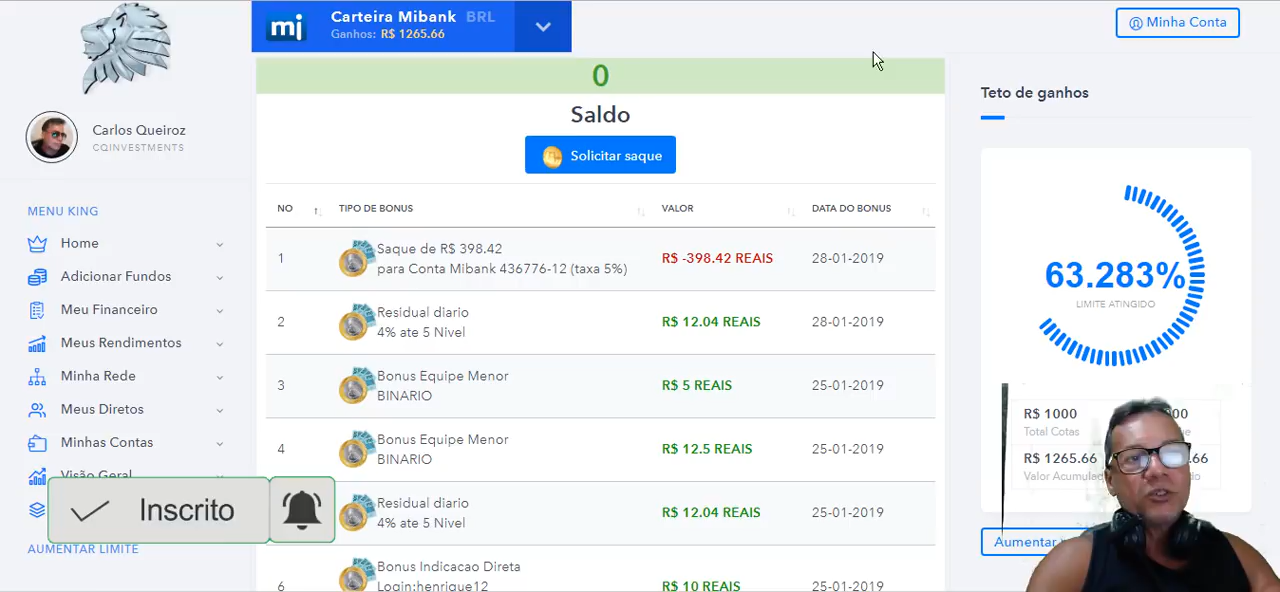 mi
Carteira Mibank BRL
Ganhos: R$ 1265.66
@ Minha Conta
Carlos Queiroz
CQINVESTMENTS
MENU KING
Home
Adicionar Fundos
Meu Financeiro
Meus Rendimentos
Minha Rede
Meus Diretos
Minhas Contas
Visão Geral
Inscrito
AUMENTAR LIMITE
0
Saldo
Solicitar saque
NO TIPO DE BONUS VALOR DATA DO BONUS
1 Saque de R$ 398.42
para Conta Mibank 436776-12 (taxa 5%) R$ -398.42 REAIS 28-01-2019
2 Residual diario
4% ate 5 Nivel R$ 12.04 REAIS 28-01-2019
3 Bonus Equipe Menor
BINARIO R$ 5 REAIS 25-01-2019
4 Bonus Equipe Menor
BINARIO R$ 12.5 REAIS 25-01-2019
Residual diario
4% ate 5 Nivel R$ 12.04 REAIS 25-01-2019
6 Bonus Indicacao Direta
Login:henrique12 R$ 10 REAIS 25-01-2019
Teto de ganhos
63.283%
LIMITE ATINGIDO
R$ 1000
Total Cotas
R$ 1265.66
Valor Acumulad
Aumentar